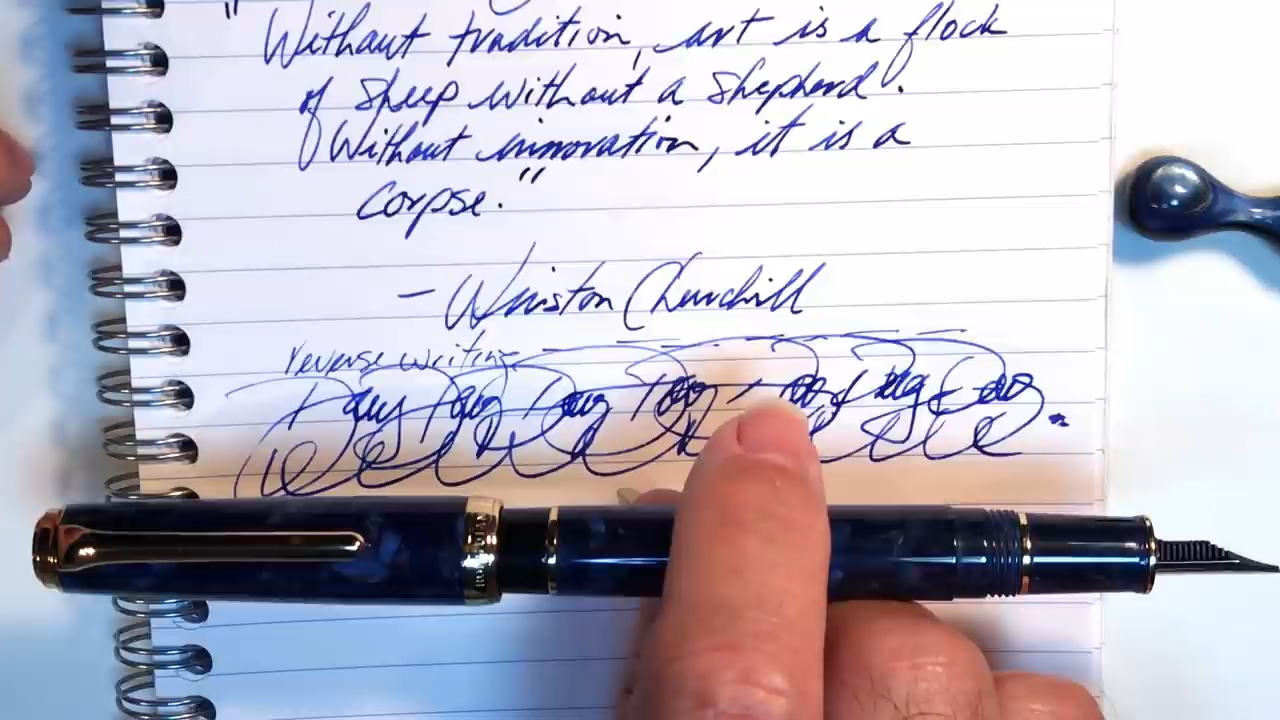 "Without tradition, art is a flock
of sheep without a shepherd.
Without innovation, it is a
corpse."
- Winston Churchill
reverse writing